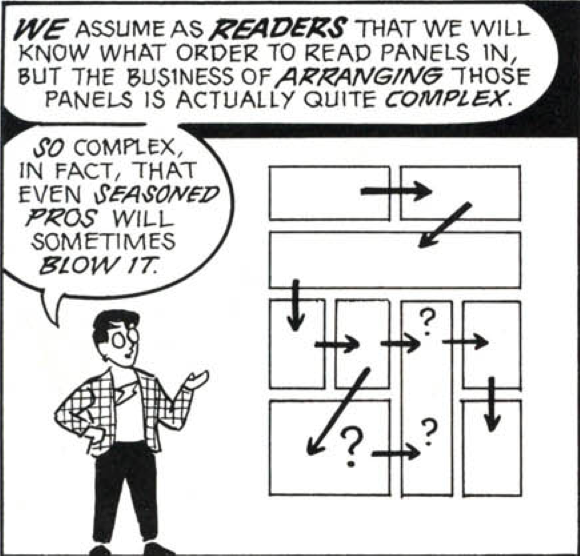 WE ASSUME AS READERS THAT WE WILL
KNOW WHAT ORDER TO READ PANELS IN,
BUT THE BUSINESS OF ARRANGING THOSE
PANELS IS ACTUALLY QUITE COMPLEX.
SO COMPLEX,
IN FACT, THAT
EVEN SEASONED
PROS WILL
SOMETIMES
BLOW IT.
?
?
?